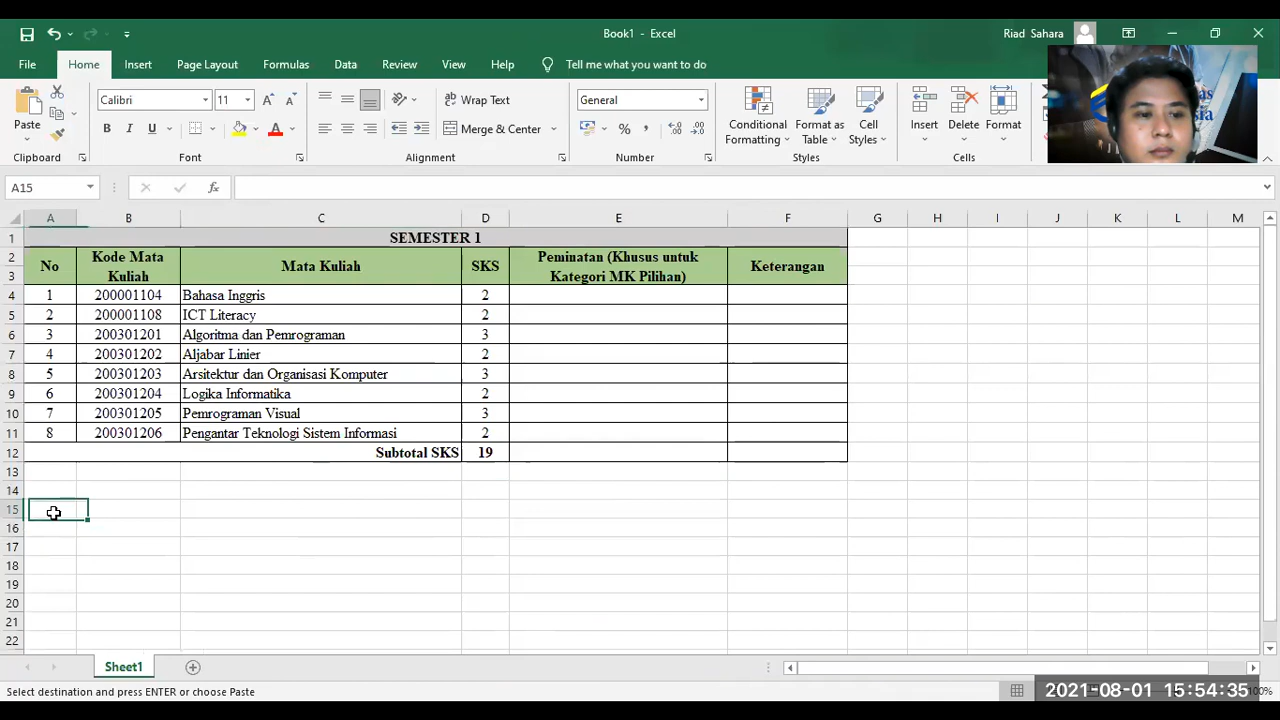 Book1 - Excel
Riad Sahara
File Home Insert Page Layout Formulas Data Review View Help Tell me what you want to do
Paste
Calibri 11
B I U
Wrap Text
Merge & Center
General
Conditional Formatting
Format as Table
Cell Styles
Insert
Delete
Format
Clipboard Font Alignment Number Styles Cells
A15 fx
A B C D E F G H I J K L M
1 SEMESTER 1
2 No Kode Mata Kuliah Mata Kuliah SKS Peminatan (Khusus untuk Kategori MK Pilihan) Keterangan
3
4 1 200001104 Bahasa Inggris 2
5 2 200001108 ICT Literacy 2
6 3 200301201 Algoritma dan Pemrograman 3
7 4 200301202 Aljabar Linier 2
8 5 200301203 Arsitektur dan Organisasi Komputer 3
9 6 200301204 Logika Informatika 2
10 7 200301205 Pemrograman Visual 3
11 8 200301206 Pengantar Teknologi Sistem Informasi 2
12 Subtotal SKS 19
13
14
15
16
17
18
19
20
21
22
Sheet1
Select destination and press ENTER or choose Paste
2021-08-01 15:54:35